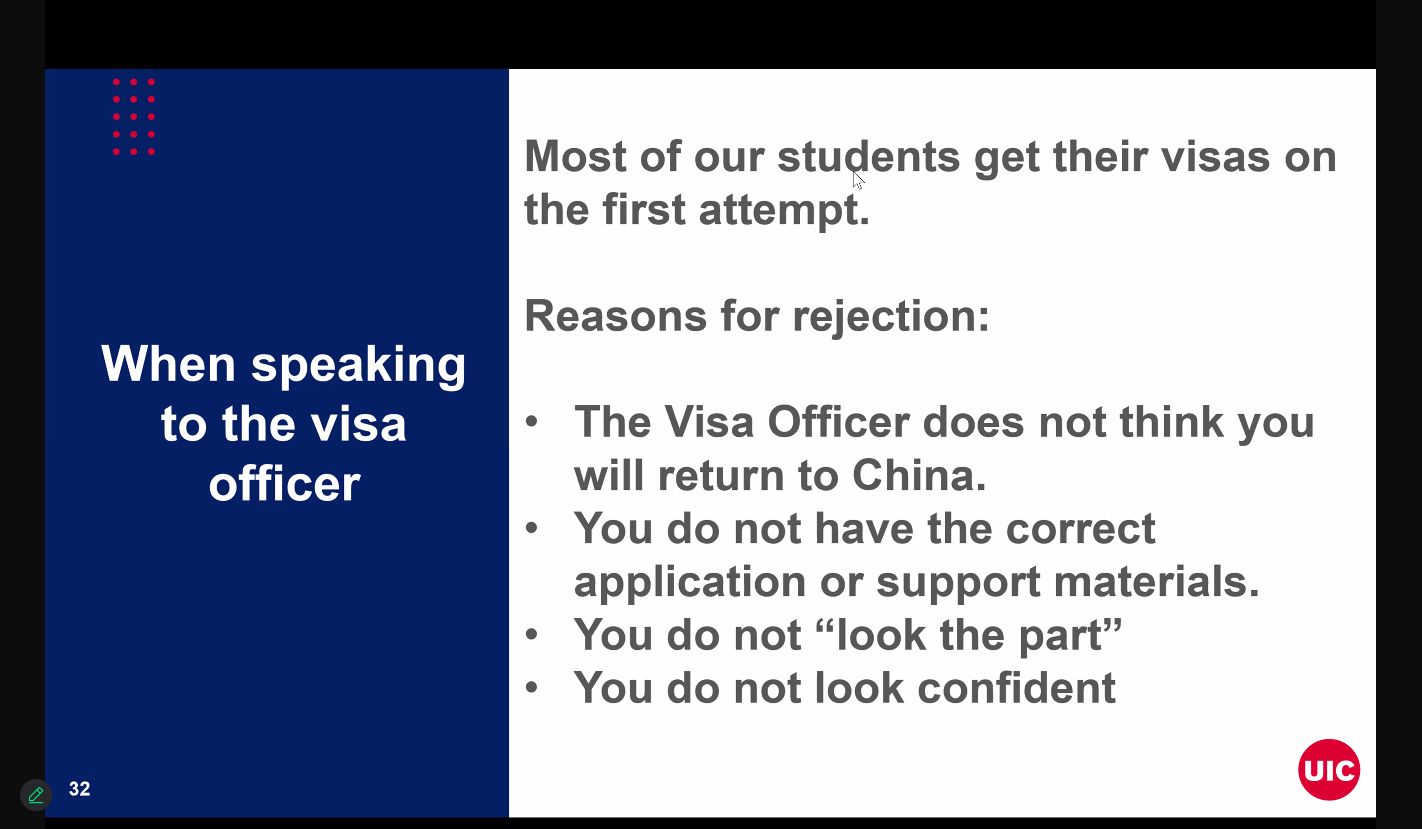 When speaking
to the visa
officer
32
Most of our students get their visas on
the first attempt.
Reasons for rejection:
• The Visa Officer does not think you
will return to China.
• You do not have the correct
application or support materials.
• You do not “look the part”
• You do not look confident
UIC